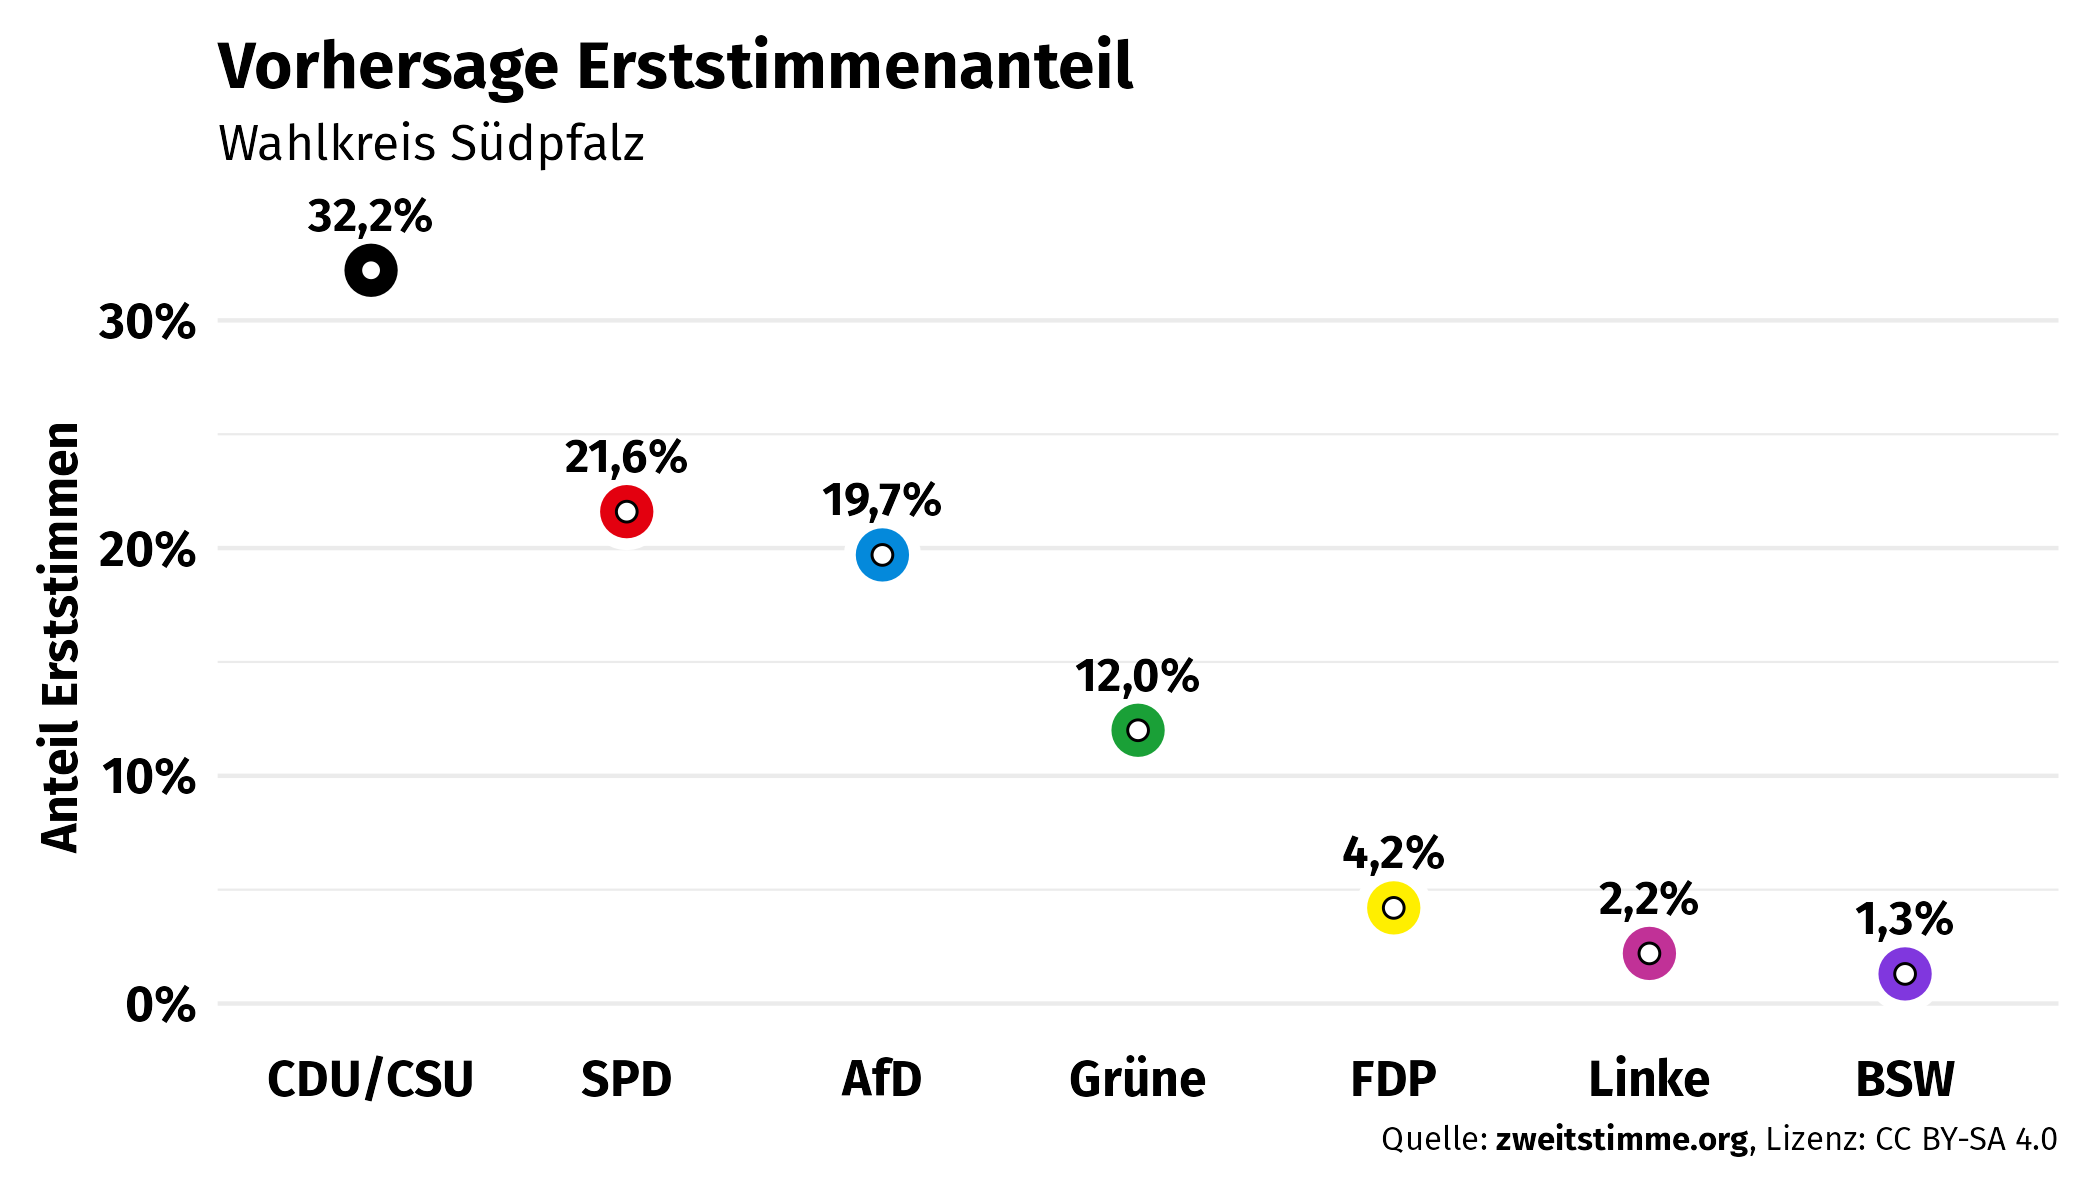 Vorhersage Erststimmenanteil
Wahlkreis Südpfalz
Anteil Erststimmen
30%
20%
10%
0%
32,2%
21,6%
19,7%
12,0%
4,2%
2,2%
1,3%
CDU/CSU SPD AfD Grüne FDP Linke BSW
Quelle: zweitstimme.org, Lizenz: CC BY-SA 4.0